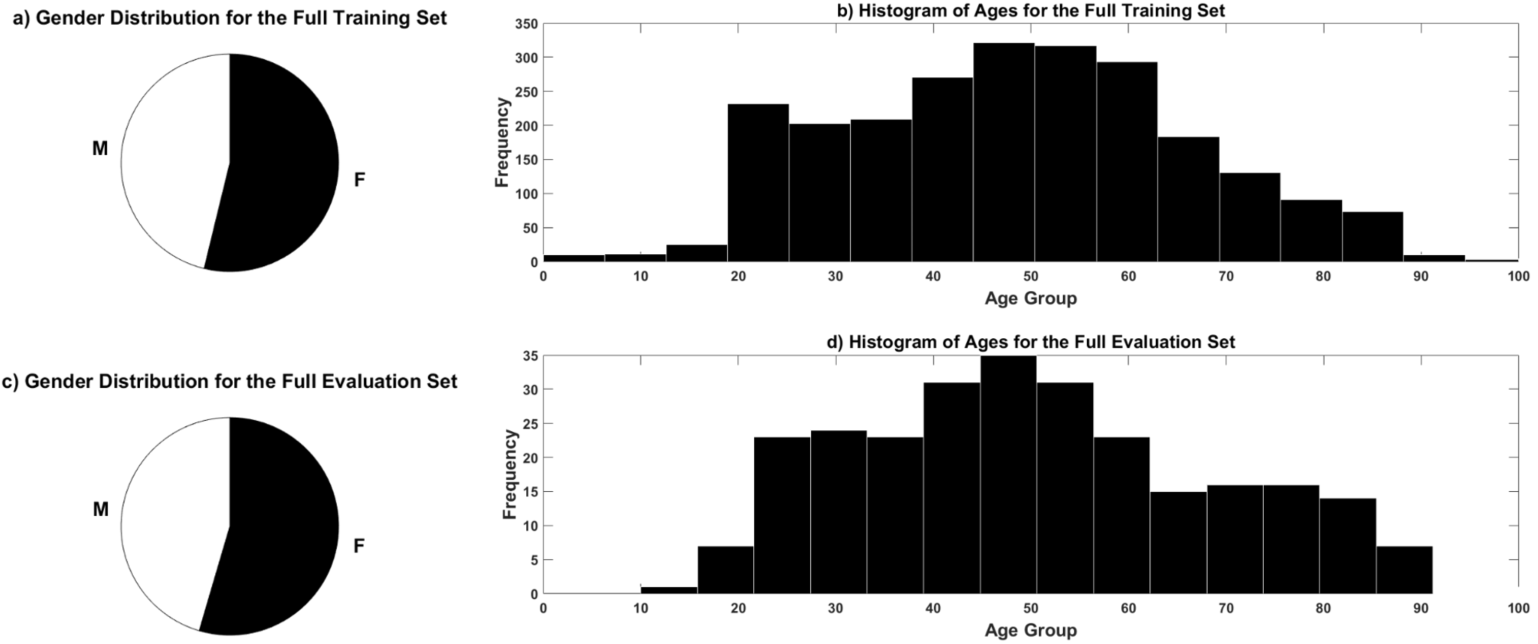 a) Gender Distribution for the Full Training Set
M
F
b) Histogram of Ages for the Full Training Set
Frequency
350
300
250
200
150
100
50
0
0 10 20 30 40 50 60 70 80 90 100
Age Group
c) Gender Distribution for the Full Evaluation Set
M
F
d) Histogram of Ages for the Full Evaluation Set
Frequency
35
30
25
20
15
10
5
0
0 10 20 30 40 50 60 70 80 90 100
Age Group